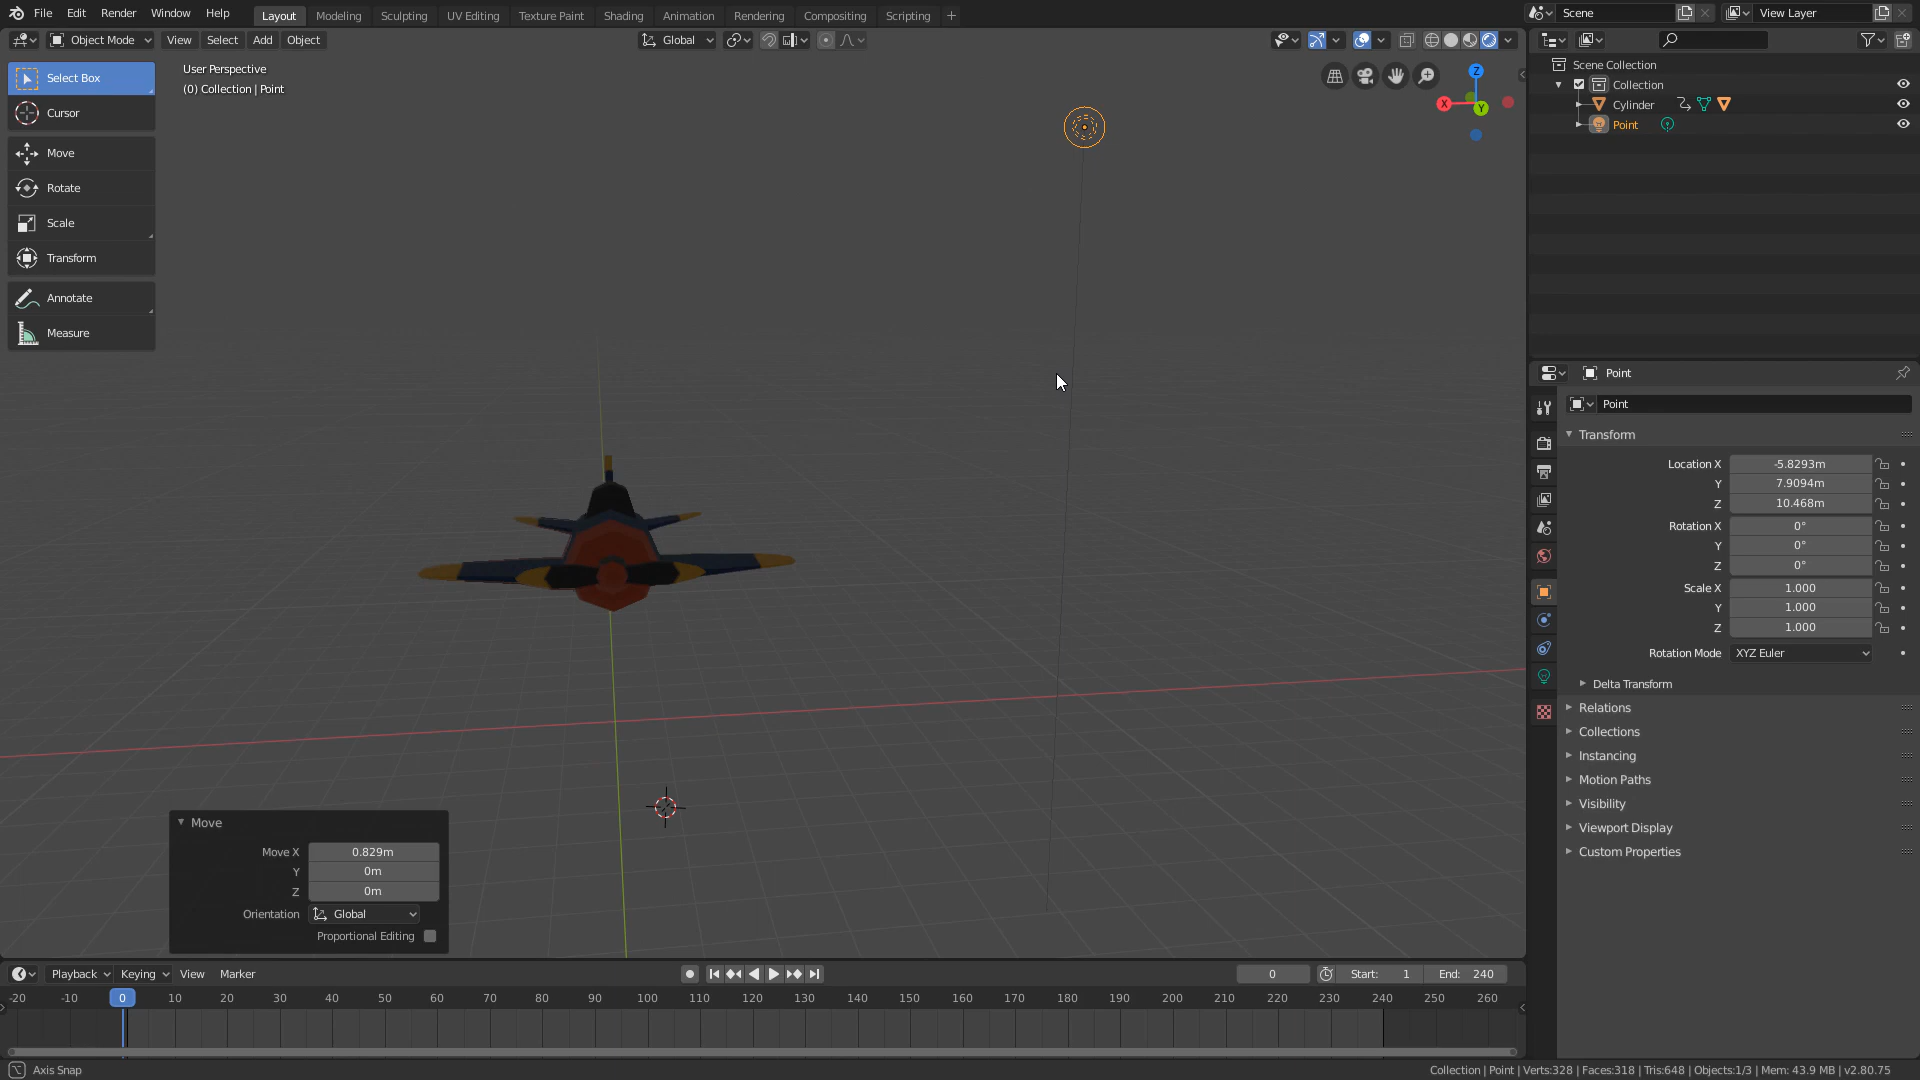 File Edit Render Window Help Layout Modeling Sculpting UV Editing Texture Paint Shading Animation Rendering Compositing Scripting + Scene View Layer
Object Mode View Select Add Object Global
User Perspective
(0) Collection | Point
Select Box
Cursor
Move
Rotate
Scale
Transform
Annotate
Measure
Z
X
Y
Scene Collection
Collection
Cylinder
Point
Point
Point
Transform
Location X -5.8293m
Y 7.9094m
Z 10.468m
Rotation X 0°
Y 0°
Z 0°
Scale X 1.000
Y 1.000
Z 1.000
Rotation Mode XYZ Euler
Delta Transform
Relations
Collections
Instancing
Motion Paths
Visibility
Viewport Display
Custom Properties
Move
Move X 0.829m
Y 0m
Z 0m
Orientation Global
Proportional Editing
Playback Keying View Marker 0 Start: 1 End: 240
-20 -10 0 10 20 30 40 50 60 70 80 90 100 110 120 130 140 150 160 170 180 190 200 210 220 230 240 250 260
Axis Snap Collection | Point | Verts:328 | Faces:318 | Tris:648 | Objects:1/3 | Mem: 43.9 MB | v2.80.75